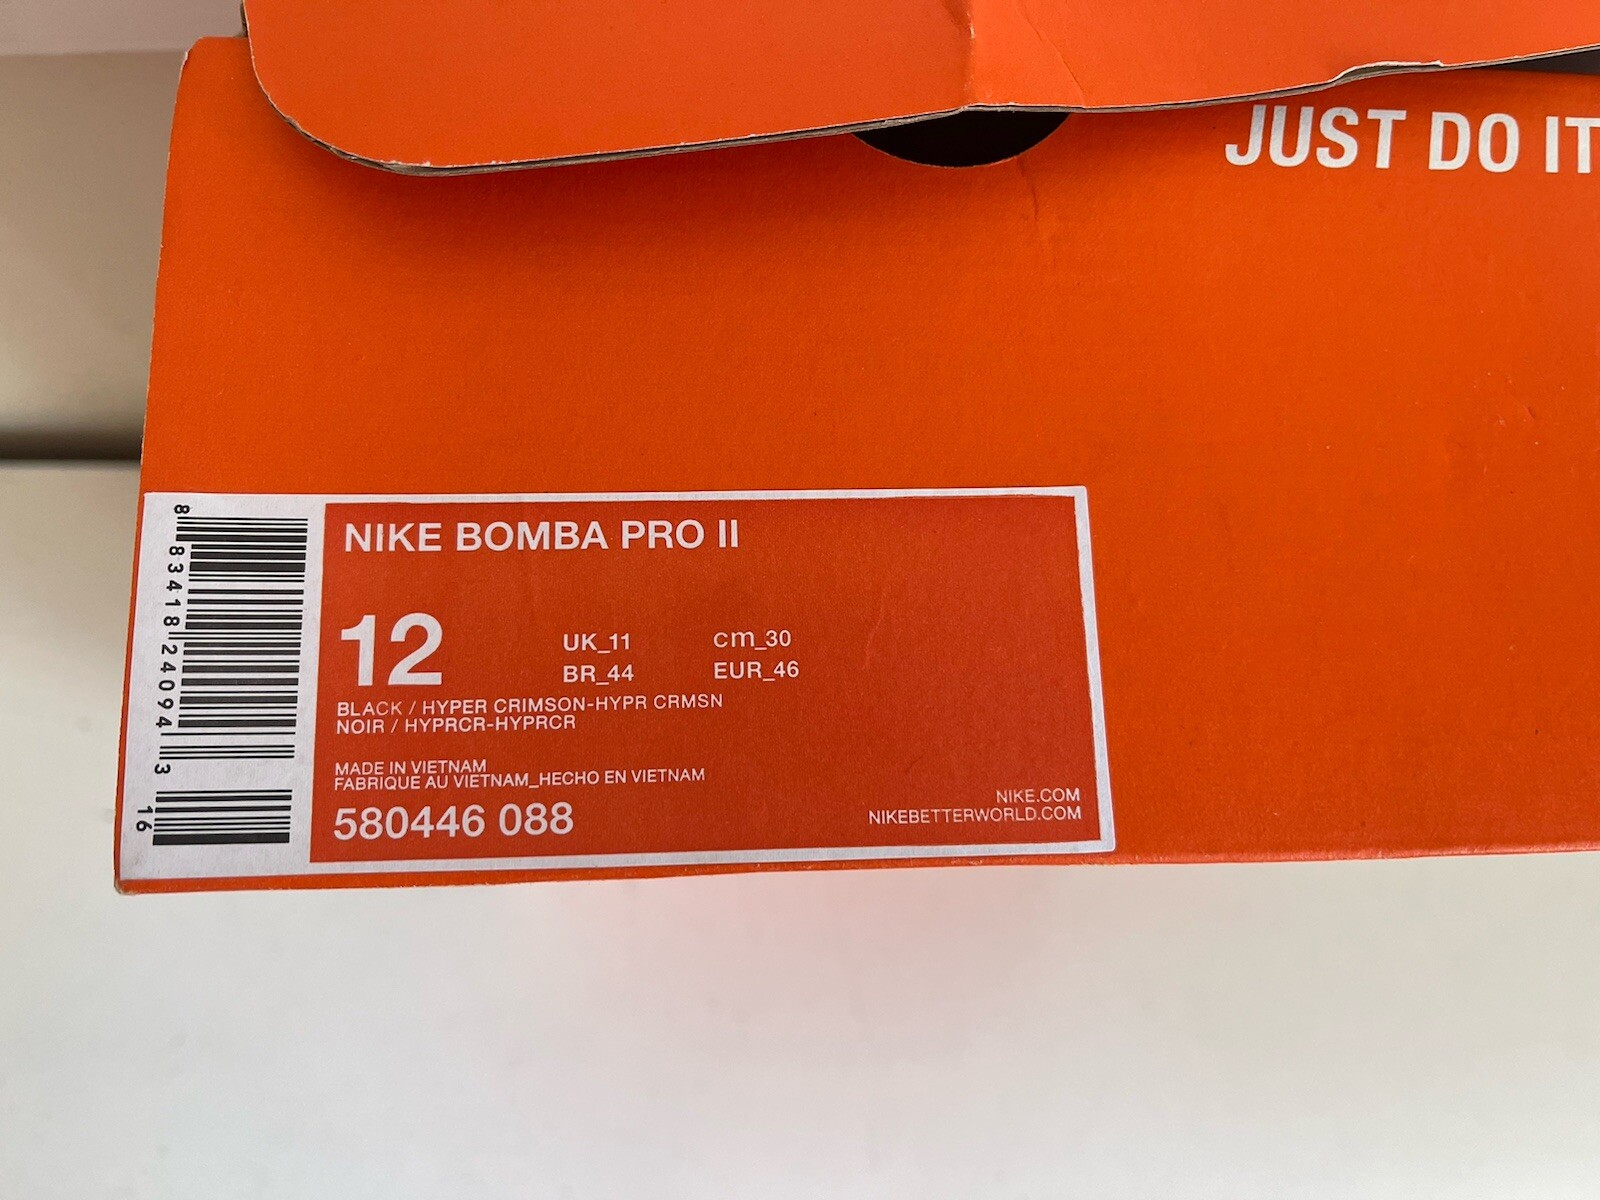 JUST DO IT
NIKE BOMBA PRO II
12
UK_11 cm_30
BR_44 EUR_46
BLACK / HYPER CRIMSON-HYPR CRMSN
NOIR / HYPRCR-HYPRCR
MADE IN VIETNAM
FABRIQUE AU VIETNAM_HECHO EN VIETNAM
580446 088
NIKE.COM
NIKEBETTERWORLD.COM
8 83418 24094 3
16